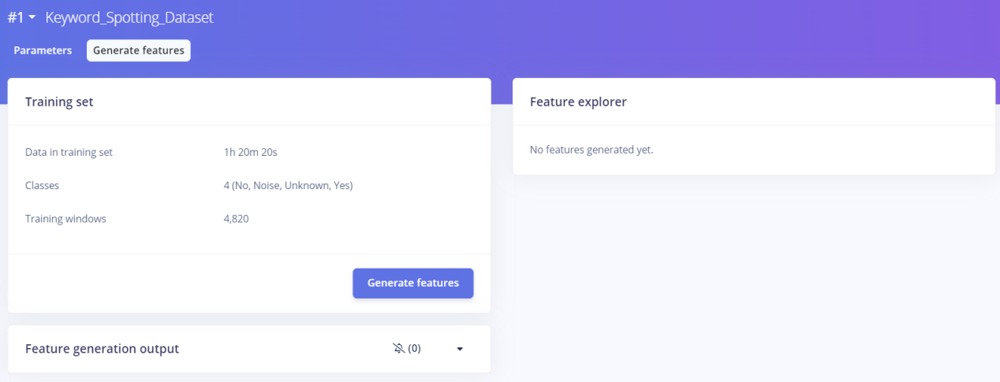 #1 Keyword_Spotting_Dataset
Parameters Generate features
Training set
Data in training set 1h 20m 20s
Classes 4 (No, Noise, Unknown, Yes)
Training windows 4,820
Generate features
Feature generation output (0)
Feature explorer
No features generated yet.